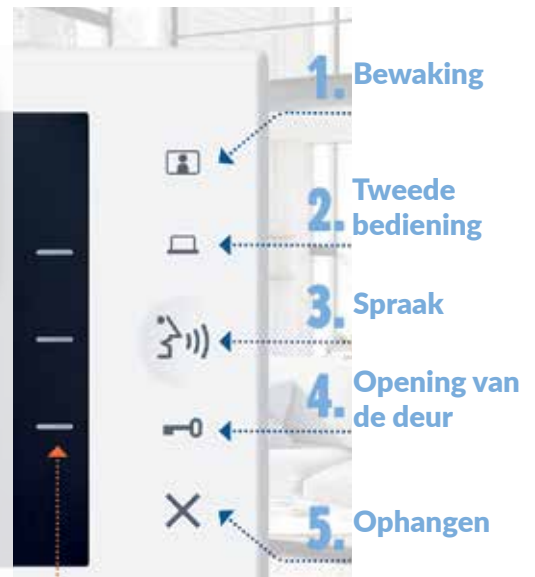 1. Bewaking
2. Tweede
bediening
3. Spraak
4. Opening van
de deur
5. Ophangen